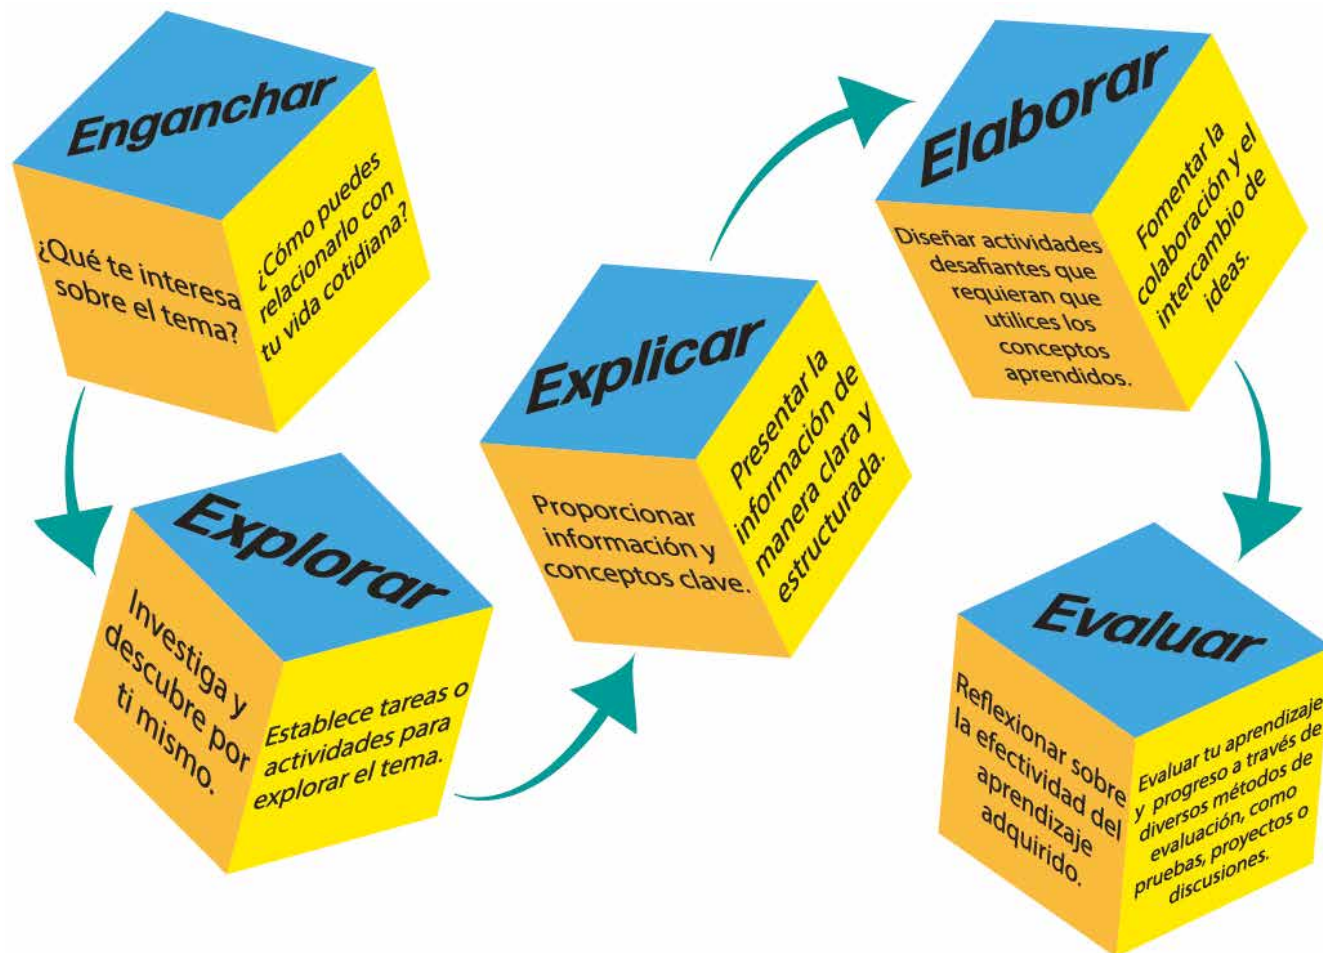 Enganchar
¿Qué te interesa
sobre el tema?
¿Cómo puedes
relacionarlo con
tu vida cotidiana?
Explorar
Investiga y
descubre por
ti mismo.
Establece tareas o
actividades para
explorar el tema.
Explicar
Proporcionar
información y
conceptos clave.
Presentar la
información de
manera clara y
estructurada.
Elaborar
Diseñar actividades
desafiantes que
requieran que
utilices los
conceptos
aprendidos.
Fomentar la
colaboración y el
intercambio de
ideas.
Evaluar
Reflexionar sobre
la efectividad del
aprendizaje
adquirido.
Evaluar tu aprendizaje
y progreso a través de
diversos métodos de
evaluación, como
pruebas, proyectos o
discusiones.